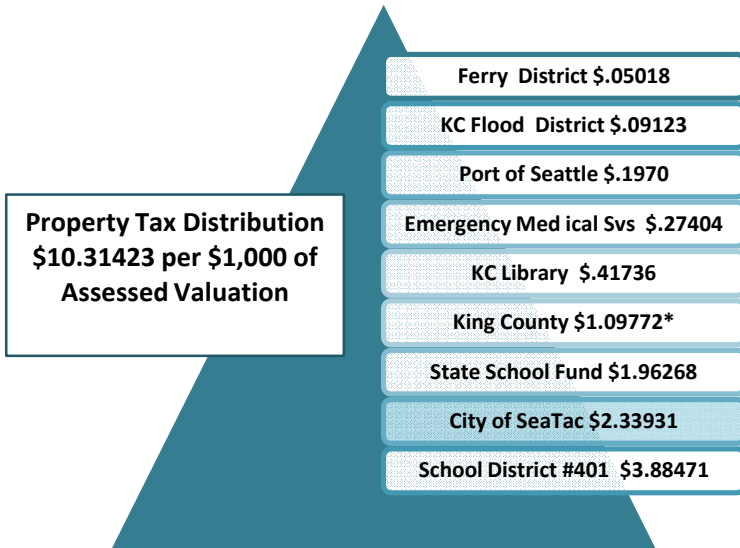 Ferry District $.05018
KC Flood District $.09123
Port of Seattle $.1970
Property Tax Distribution
$10.31423 per $1,000 of
Assessed Valuation
Emergency Med ical Svs $.27404
KC Library $.41736
King County $1.09772*
State School Fund $1.96268
City of SeaTac $2.33931
School District #401 $3.88471